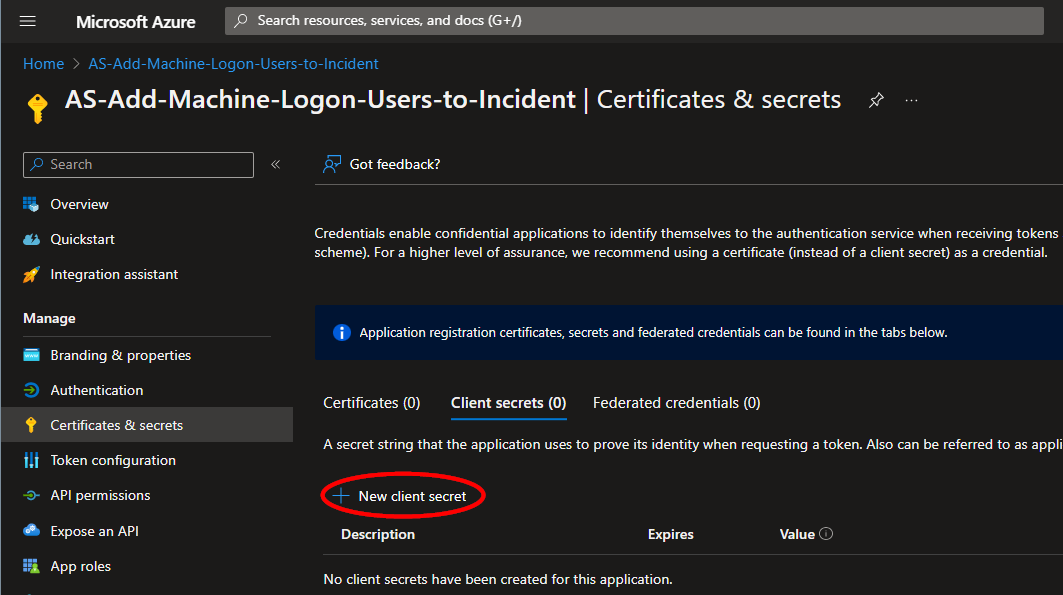 Microsoft Azure
Search resources, services, and docs (G+/)
Home > AS-Add-Machine-Logon-Users-to-Incident
AS-Add-Machine-Logon-Users-to-Incident | Certificates & secrets
Search
Overview
Quickstart
Integration assistant
Manage
Branding & properties
Authentication
Certificates & secrets
Token configuration
API permissions
Expose an API
App roles
Got feedback?
Credentials enable confidential applications to identify themselves to the authentication service when receiving tokens
scheme). For a higher level of assurance, we recommend using a certificate (instead of a client secret) as a credential.
Application registration certificates, secrets and federated credentials can be found in the tabs below.
Certificates (0) Client secrets (0) Federated credentials (0)
A secret string that the application uses to prove its identity when requesting a token. Also can be referred to as appli
New client secret
Description Expires Value
No client secrets have been created for this application.